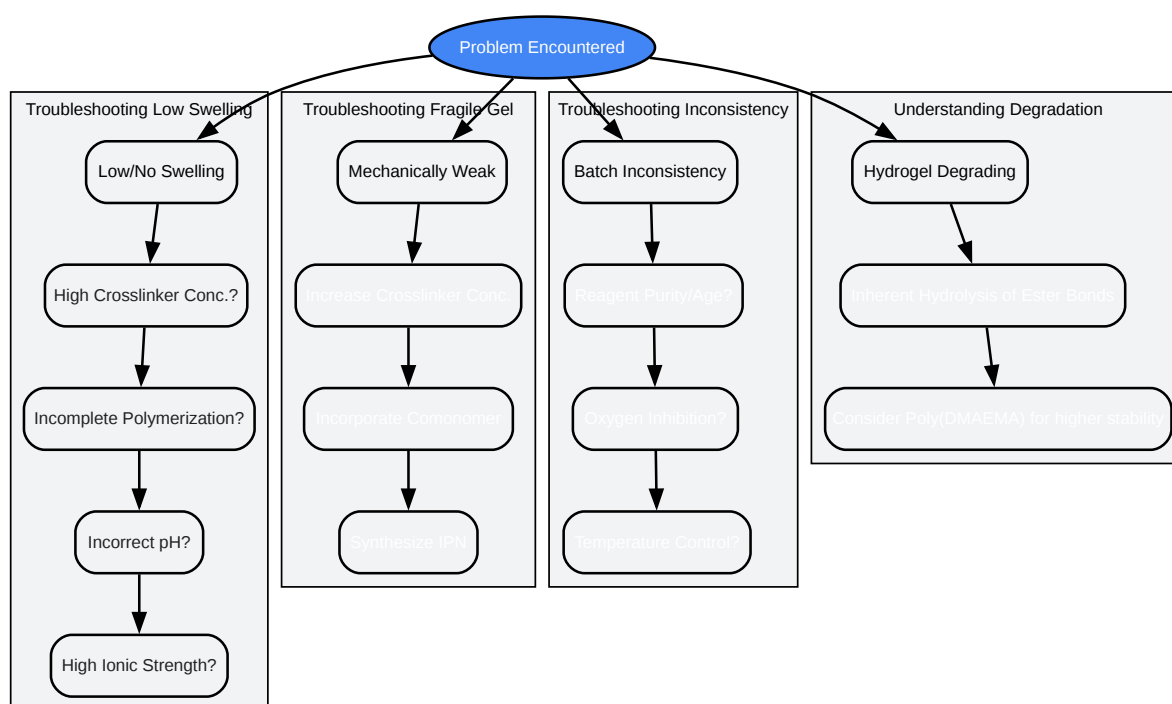 Problem Encountered
Troubleshooting Low Swelling
Low/No Swelling
High Crosslinker Conc.?
Incomplete Polymerization?
Incorrect pH?
High Ionic Strength?
Troubleshooting Fragile Gel
Mechanically Weak
Increase Crosslinker Conc.
Incorporate Comonomer
Synthesize IPN
Troubleshooting Inconsistency
Batch Inconsistency
Reagent Purity/Age?
Oxygen Inhibition?
Temperature Control?
Understanding Degradation
Hydrogel Degrading
Inherent Hydrolysis of Ester Bonds
Consider Poly(DMAEMA) for higher stability